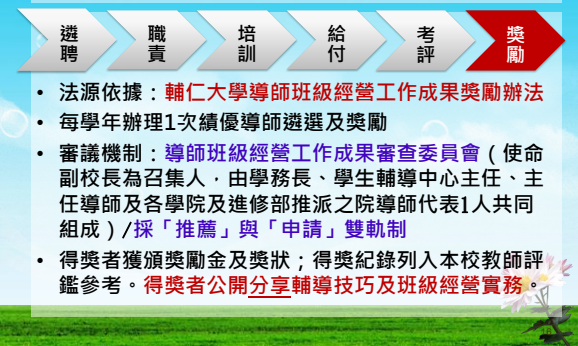 遴聘 職責 培訓 給付 考評 獎勵
• 法源依據：輔仁大學導師班級經營工作成果獎勵辦法
• 每學年辦理1次績優導師遴選及獎勵
• 審議機制：導師班級經營工作成果審查委員會（使命
副校長為召集人，由學務長、學生輔導中心主任、主
任導師及各學院及進修部推派之院導師代表1人共同
組成）/採「推薦」與「申請」雙軌制
• 得獎者獲頒獎勵金及獎狀；得獎紀錄列入本校教師評
鑑參考。得獎者公開分享輔導技巧及班級經營實務。